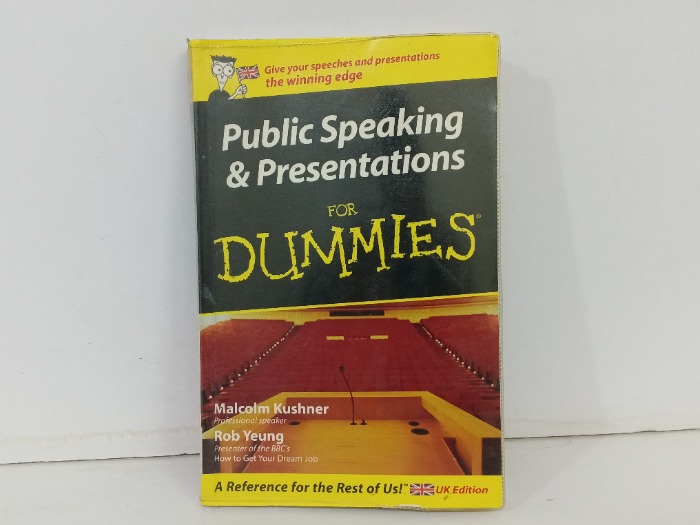 Give your speeches and presentations
the winning edge
Public Speaking
& Presentations
FOR
DUMMIES®
Malcolm Kushner
Professional speaker
Rob Yeung
Presenter of the BBC's
How to Get Your Dream Job
A Reference for the Rest of Us!™ UK Edition